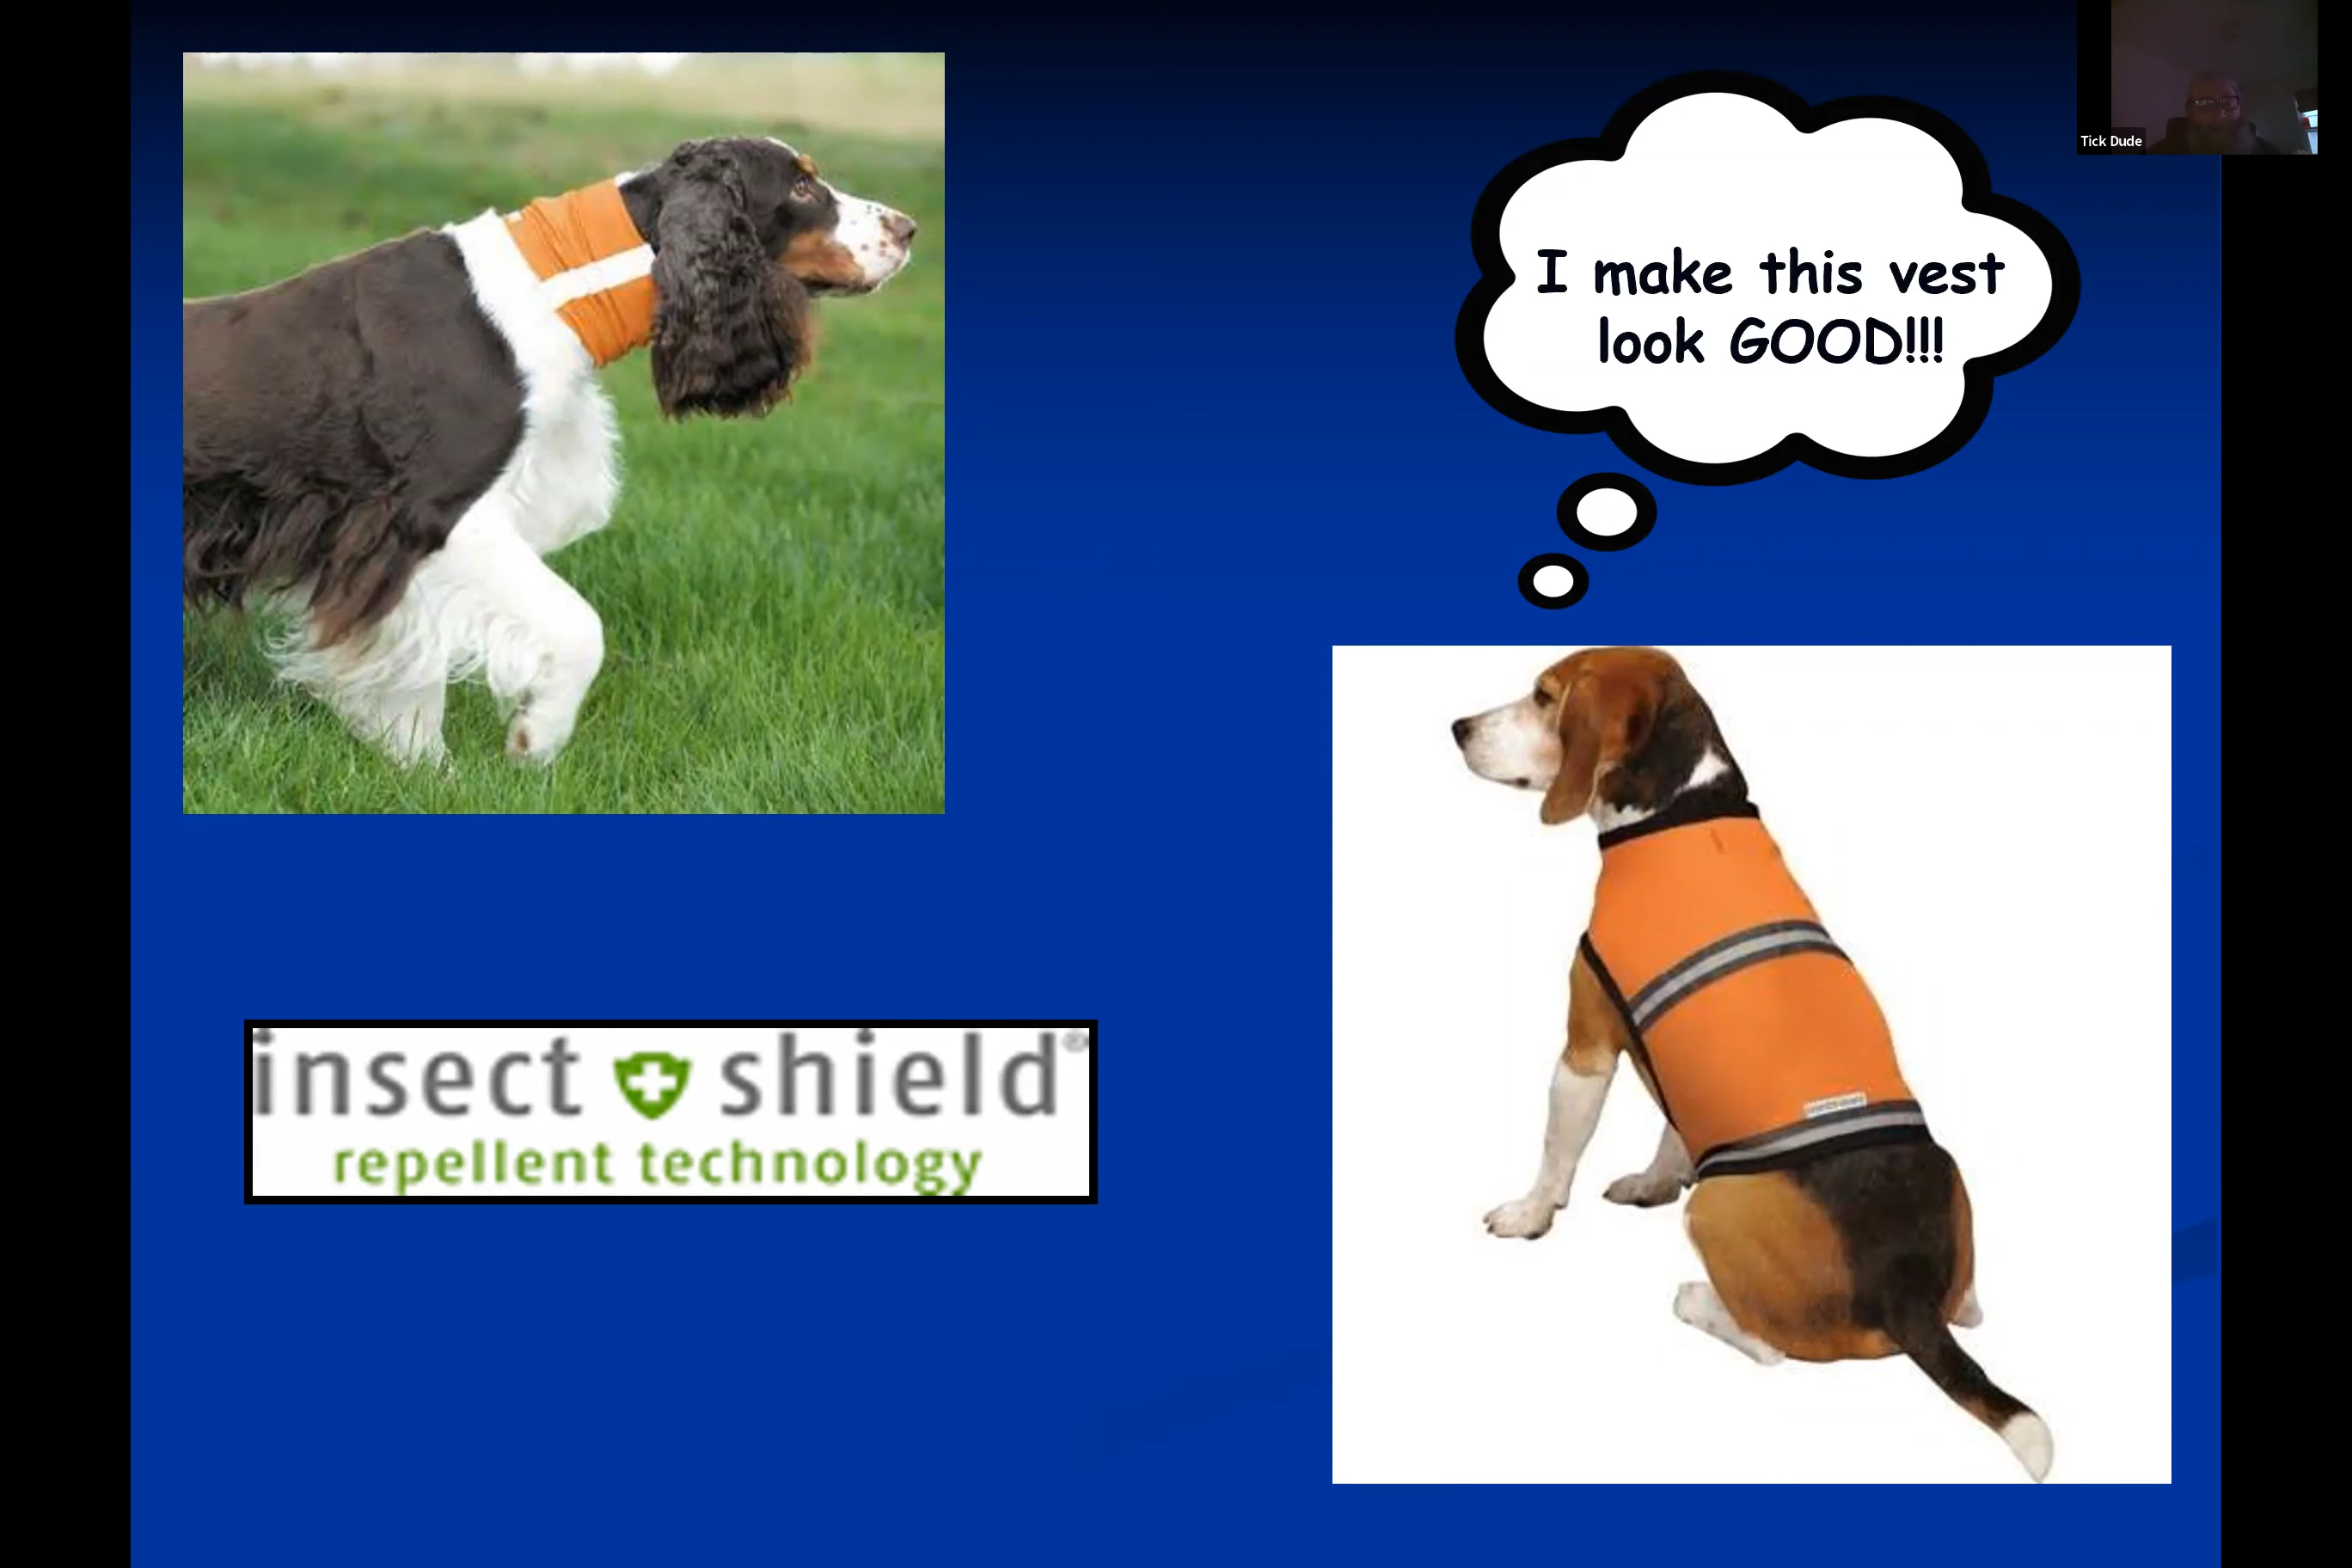 I make this vest
look GOOD!!!
Tick Dude
insect shield®
repellent technology